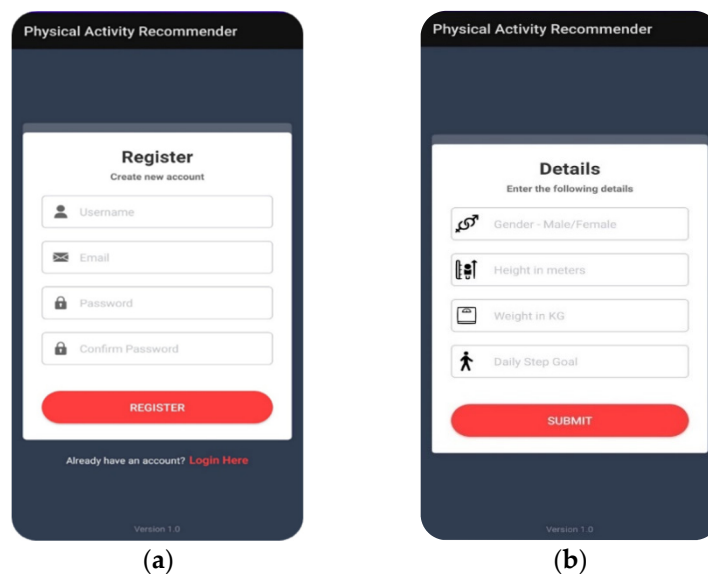 Physical Activity Recommender
Register
Create new account
Username
Email
Password
Confirm Password
REGISTER
Already have an account? Login Here
Version 1.0
(a)
Physical Activity Recommender
Details
Enter the following details
Gender - Male/Female
Height in meters
Weight in KG
Daily Step Goal
SUBMIT
Version 1.0
(b)